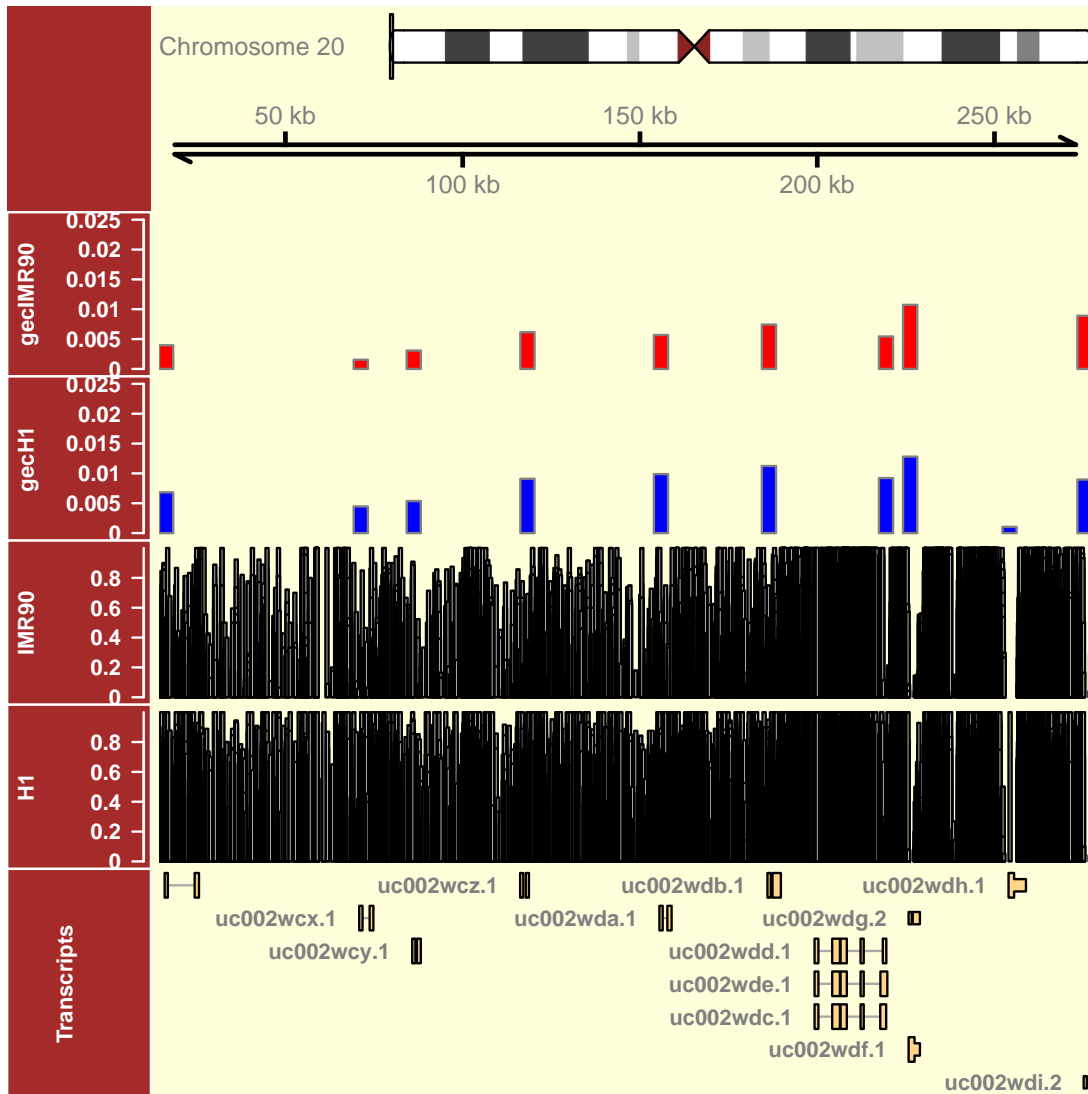 Chromosome 20
50 kb
150 kb
250 kb
100 kb
200 kb
gecIMR90
0.025
0.02
0.015
0.01
0.005
0
gecH1
0.025
0.02
0.015
0.01
0.005
0
IMR90
0.8
0.6
0.4
0.2
0
H1
0.8
0.6
0.4
0.2
0
Transcripts
uc002wcz.1
uc002wdb.1
uc002wdh.1
uc002wcx.1
uc002wda.1
uc002wdg.2
uc002wcy.1
uc002wdd.1
uc002wde.1
uc002wdc.1
uc002wdf.1
uc002wdi.2